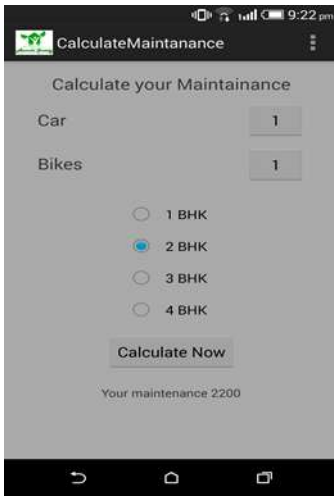 9:22 pm
CalculateMaintanance
Calculate your Maintainance
Car 1
Bikes 1
1 BHK
2 BHK
3 BHK
4 BHK
Calculate Now
Your maintenance 2200